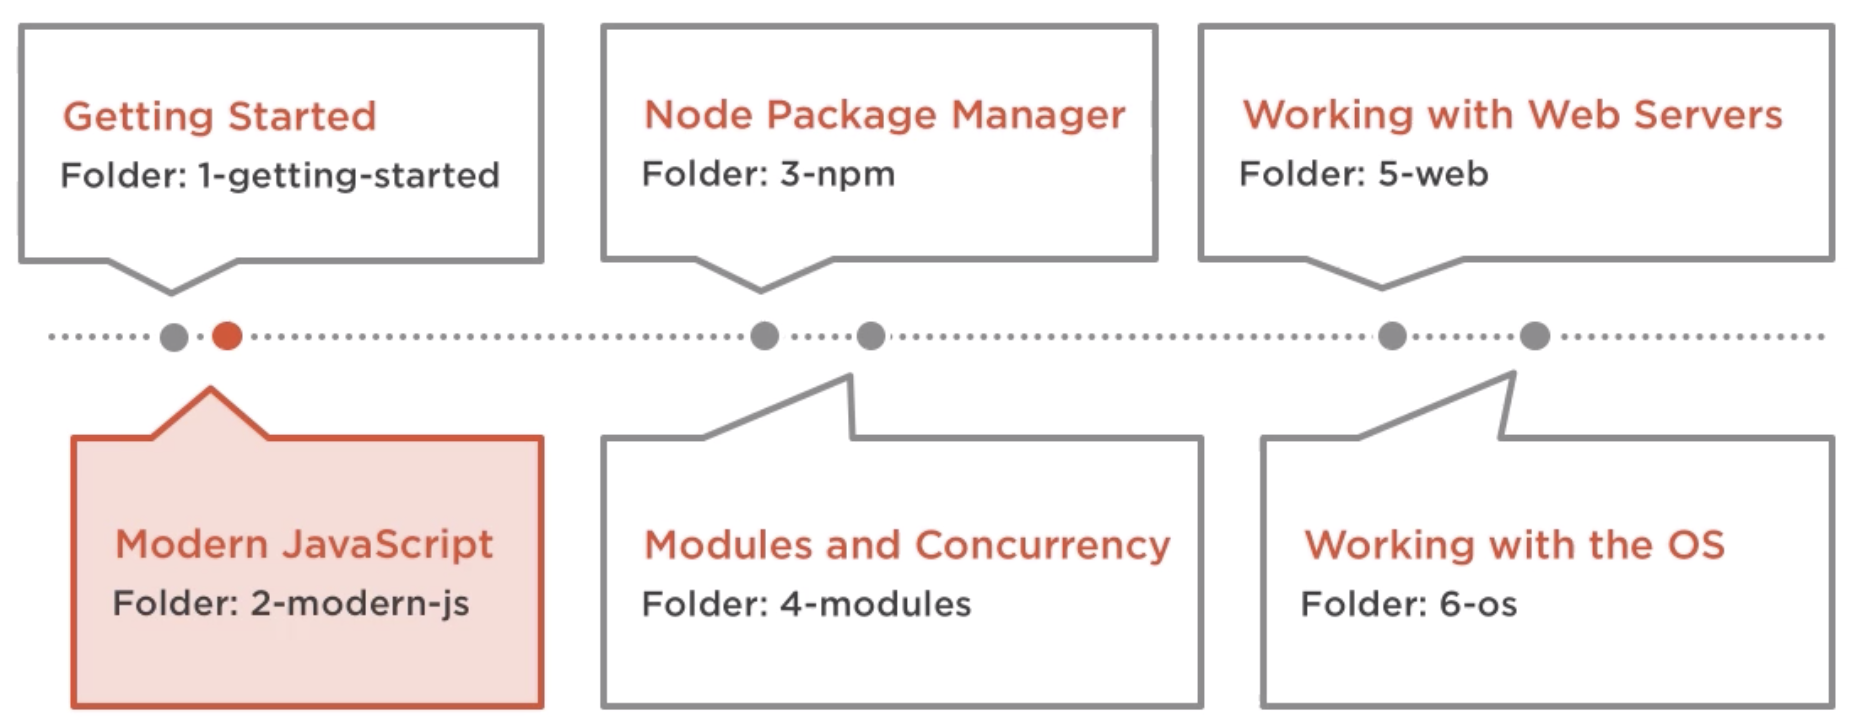 Getting Started
Folder: 1-getting-started
Node Package Manager
Folder: 3-npm
Working with Web Servers
Folder: 5-web
Modern JavaScript
Folder: 2-modern-js
Modules and Concurrency
Folder: 4-modules
Working with the OS
Folder: 6-os